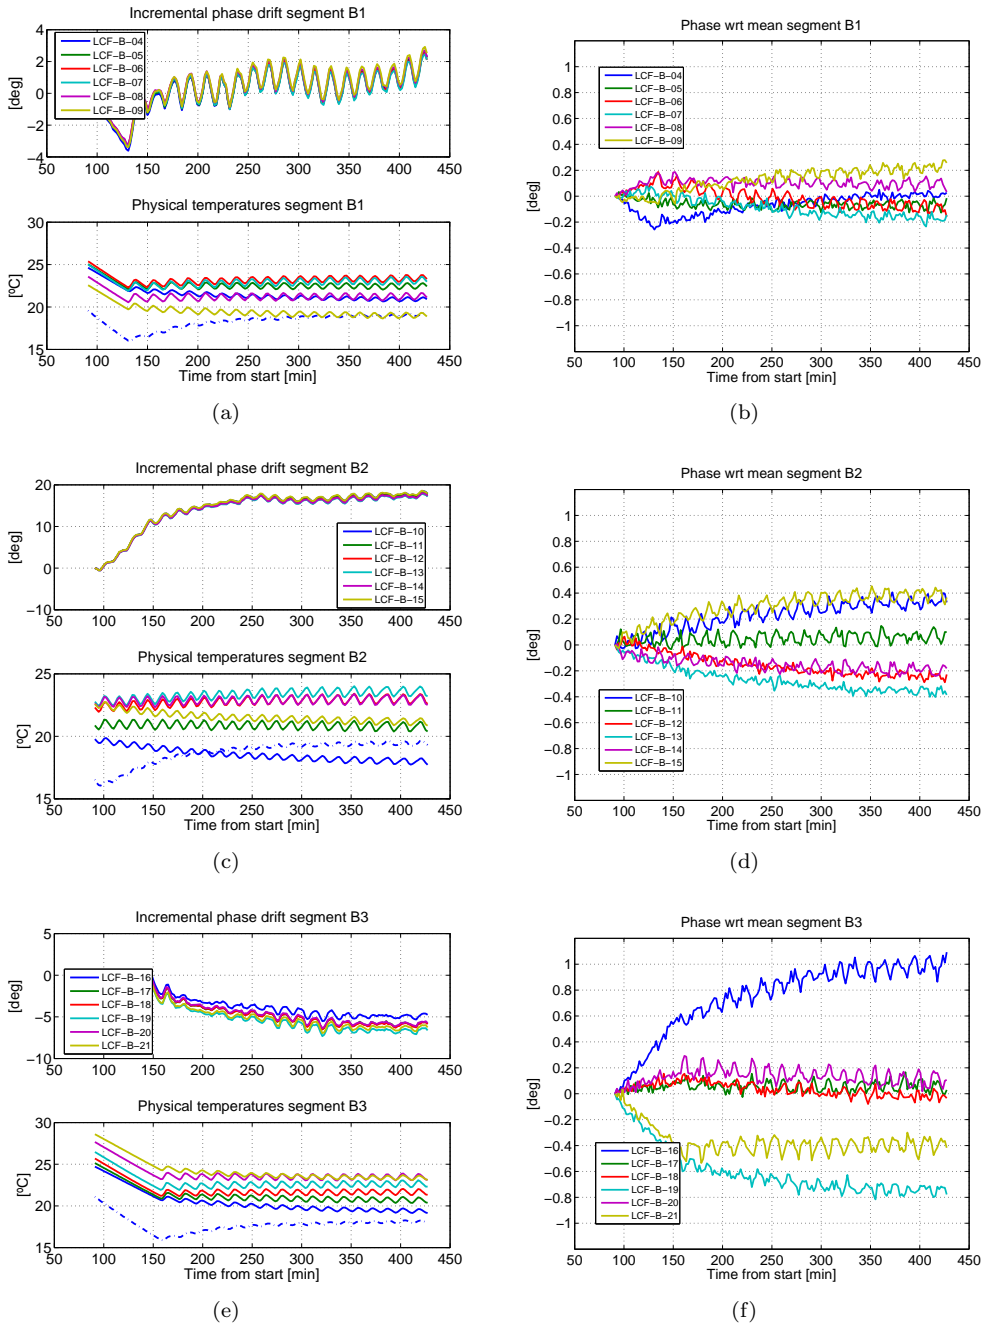 Incremental phase drift segment B1
4
2
0
−2
−4
[deg]
LCF−B−04
LCF−B−05
LCF−B−06
LCF−B−07
LCF−B−08
LCF−B−09
50 100 150 200 250 300 350 400 450
Physical temperatures segment B1
30
25
20
15
[ºC]
50 100 150 200 250 300 350 400 450
Time from start [min]
(a)
Phase wrt mean segment B1
1
0.8
0.6
0.4
0.2
0
−0.2
−0.4
−0.6
−0.8
−1
[deg]
LCF−B−04
LCF−B−05
LCF−B−06
LCF−B−07
LCF−B−08
LCF−B−09
50 100 150 200 250 300 350 400 450
Time from start [min]
(b)
Incremental phase drift segment B2
20
10
0
−10
[deg]
LCF−B−10
LCF−B−11
LCF−B−12
LCF−B−13
LCF−B−14
LCF−B−15
50 100 150 200 250 300 350 400 450
Physical temperatures segment B2
25
20
15
[ºC]
50 100 150 200 250 300 350 400 450
Time from start [min]
(c)
Phase wrt mean segment B2
1
0.8
0.6
0.4
0.2
0
−0.2
−0.4
−0.6
−0.8
−1
[deg]
LCF−B−10
LCF−B−11
LCF−B−12
LCF−B−13
LCF−B−14
LCF−B−15
50 100 150 200 250 300 350 400 450
Time from start [min]
(d)
Incremental phase drift segment B3
5
0
−5
−10
[deg]
LCF−B−16
LCF−B−17
LCF−B−18
LCF−B−19
LCF−B−20
LCF−B−21
50 100 150 200 250 300 350 400 450
Physical temperatures segment B3
30
25
20
15
[ºC]
50 100 150 200 250 300 350 400 450
Time from start [min]
(e)
Phase wrt mean segment B3
1
0.8
0.6
0.4
0.2
0
−0.2
−0.4
−0.6
−0.8
−1
[deg]
LCF−B−16
LCF−B−17
LCF−B−18
LCF−B−19
LCF−B−20
LCF−B−21
50 100 150 200 250 300 350 400 450
Time from start [min]
(f)